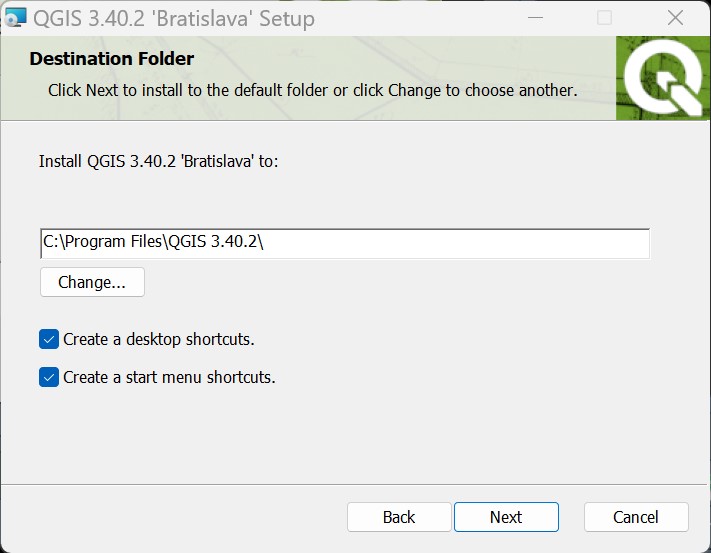 QGIS 3.40.2 'Bratislava' Setup
Destination Folder
Click Next to install to the default folder or click Change to choose another.
Install QGIS 3.40.2 'Bratislava' to:
C:\Program Files\QGIS 3.40.2\
Change...
Create a desktop shortcuts.
Create a start menu shortcuts.
Back Next Cancel